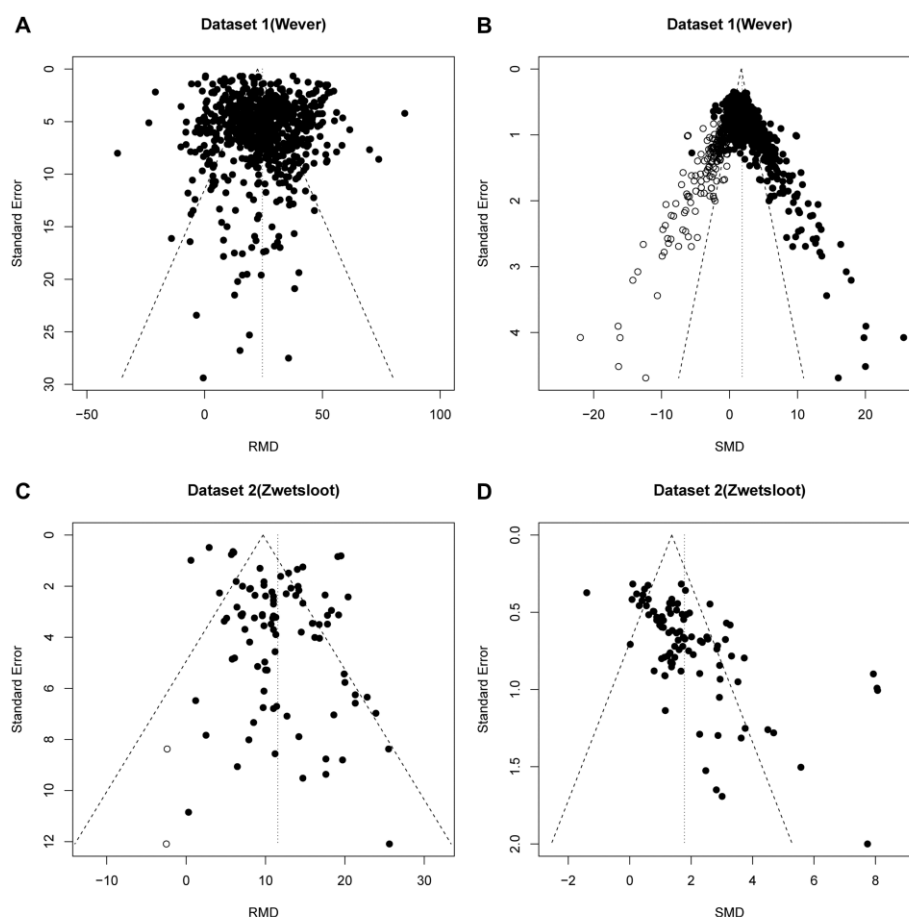 A
Dataset 1(Wever)
Standard Error
0
5
10
15
20
25
30
−50
0
50
100
RMD
B
Dataset 1(Wever)
Standard Error
0
1
2
3
4
−20
−10
0
10
20
SMD
C
Dataset 2(Zwetsloot)
Standard Error
0
2
4
6
8
10
12
−10
0
10
20
30
RMD
D
Dataset 2(Zwetsloot)
Standard Error
0.0
0.5
1.0
1.5
2.0
−2
0
2
4
6
8
SMD